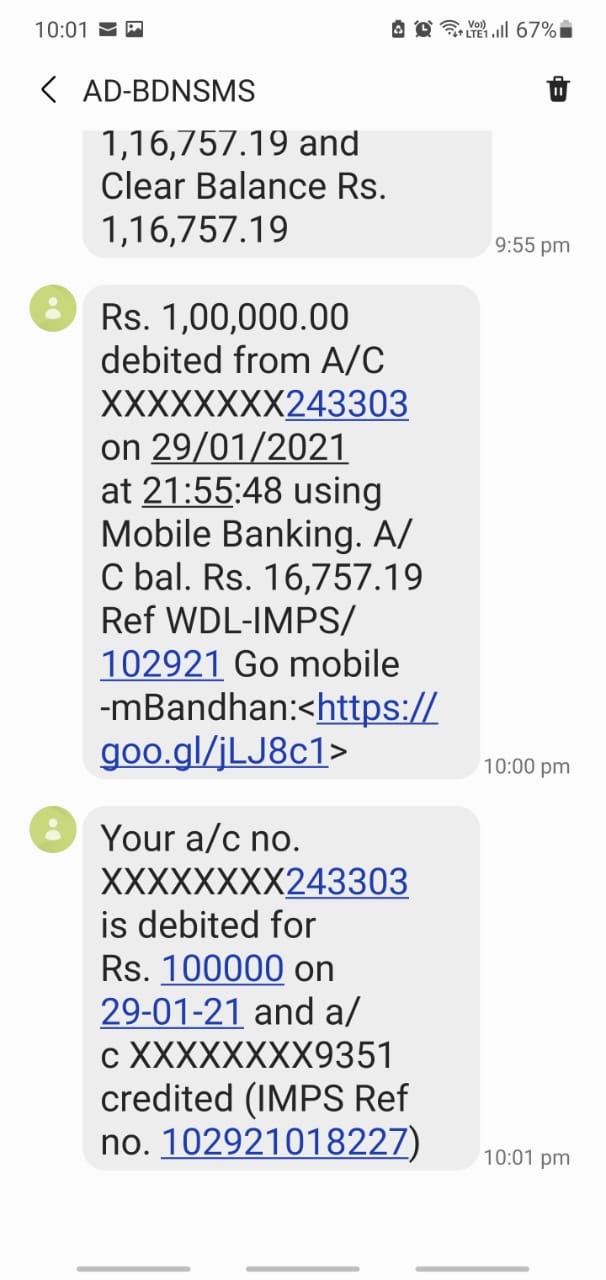 10:01
Vo))
LTE1
67%
AD-BDNSMS
1,16,757.19 and
Clear Balance Rs.
1,16,757.19
9:55 pm
Rs. 1,00,000.00
debited from A/C
XXXXXXXX243303
on 29/01/2021
at 21:55:48 using
Mobile Banking. A/
C bal. Rs. 16,757.19
Ref WDL-IMPS/
102921 Go mobile
-mBandhan:<https://
goo.gl/jLJ8c1>
10:00 pm
Your a/c no.
XXXXXXXX243303
is debited for
Rs. 100000 on
29-01-21 and a/
c XXXXXXXX9351
credited (IMPS Ref
no. 102921018227)
10:01 pm